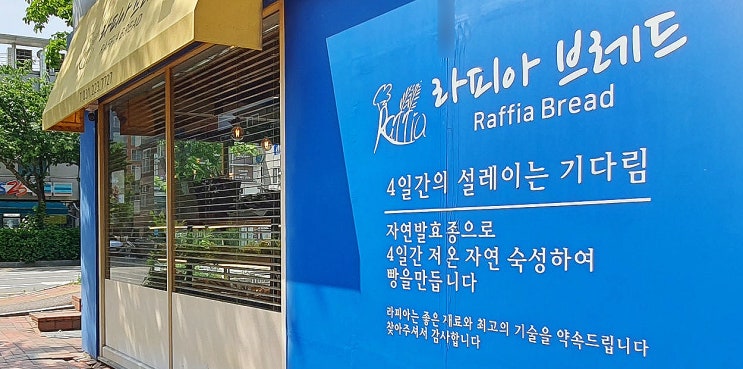 라피아 브레드
Raffia
Raffia Bread
4일간의 설레이는 기다림
자연발효종으로
4일간 저온 자연 숙성하여
빵을만듭니다
라피아는 좋은 재료와 최고의 기술을 약속드립니다
찾아주셔서 감사합니다